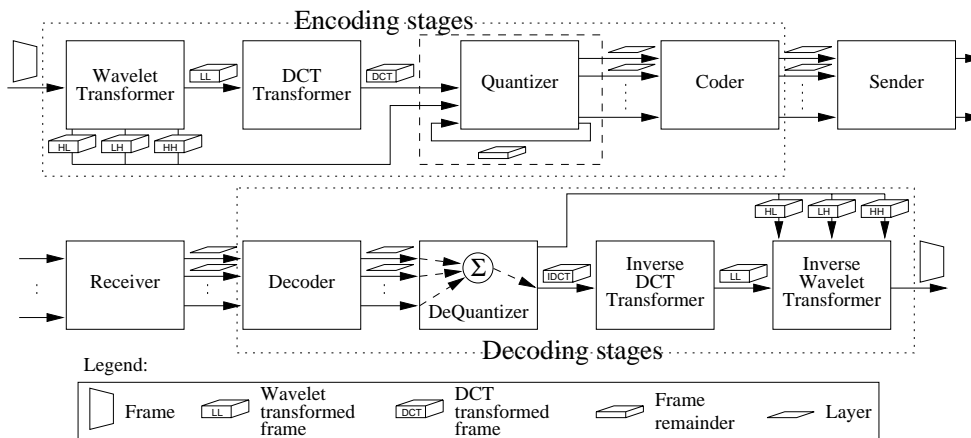 Encoding stages
Wavelet
Transformer
LL
DCT
Transformer
DCT
Quantizer
Coder
Sender
HL
LH
HH
HL
LH
HH
Receiver
Decoder
Σ
DeQuantizer
IDCT
Inverse
DCT
Transformer
LL
Inverse
Wavelet
Transformer
Decoding stages
Legend:
Frame
LL
Wavelet
transformed
frame
DCT
DCT
transformed
frame
Frame
remainder
Layer